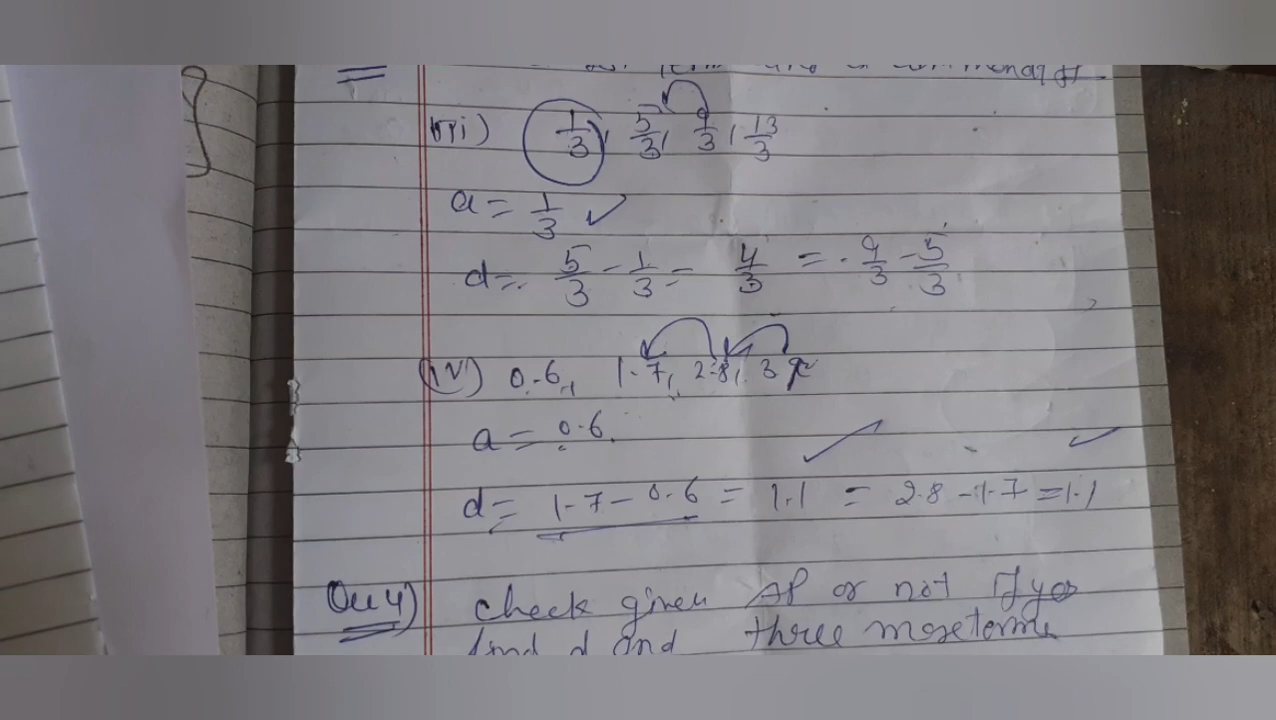 iii) 1/3, 5/3, 9/3, 13/3
a = 1/3 ✓
d = 5/3 - 1/3 = 4/3 = 9/3 - 5/3
(iv) 0.6, 1.7, 2.8, 3.9
a = 0.6
d = 1.7 - 0.6 = 1.1 = 2.8 - 1.7 = 1.1
Qu 4) check given AP or not If yes
find d and three more terms